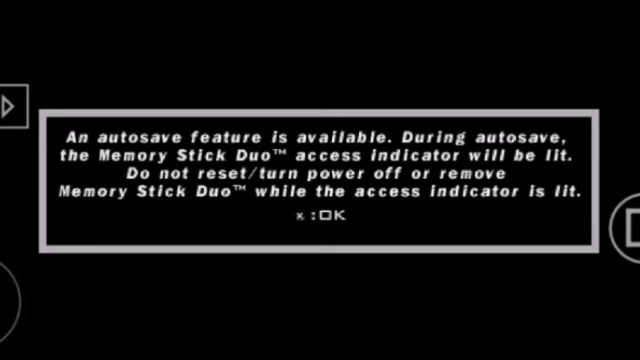 An autosave feature is available. During autosave,
the Memory Stick Duo™ access indicator will be lit.
Do not reset/turn power off or remove
Memory Stick Duo™ while the access indicator is lit.
× :OK